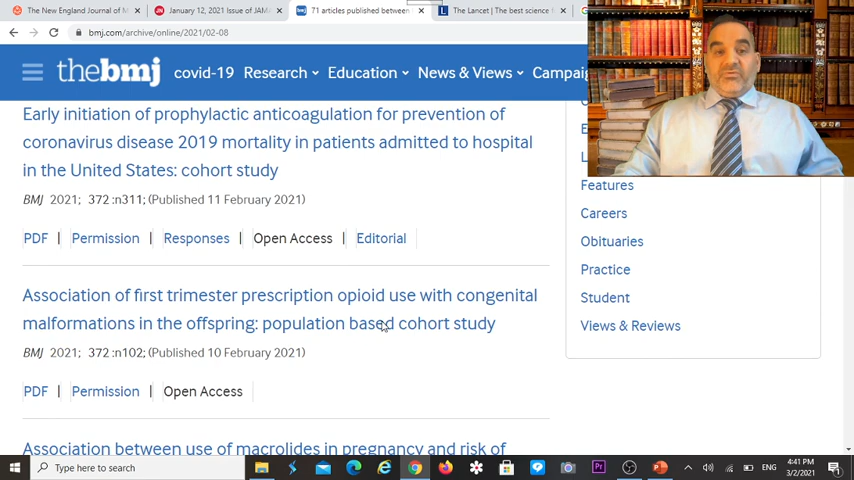 The New England Journal of M
January 12, 2021 Issue of JAMA
71 articles published between
The Lancet | The best science f
bmj.com/archive/online/2021/02-08
thebmj
covid-19 Research Education News & Views Campaig
Early initiation of prophylactic anticoagulation for prevention of
coronavirus disease 2019 mortality in patients admitted to hospital
in the United States: cohort study
BMJ 2021; 372 :n311; (Published 11 February 2021)
PDF | Permission | Responses | Open Access | Editorial
Association of first trimester prescription opioid use with congenital
malformations in the offspring: population based cohort study
BMJ 2021; 372 :n102; (Published 10 February 2021)
PDF | Permission | Open Access
Association between use of macrolides in pregnancy and risk of
Features
Careers
Obituaries
Practice
Student
Views & Reviews
Type here to search
ENG
4:41 PM
3/2/2021